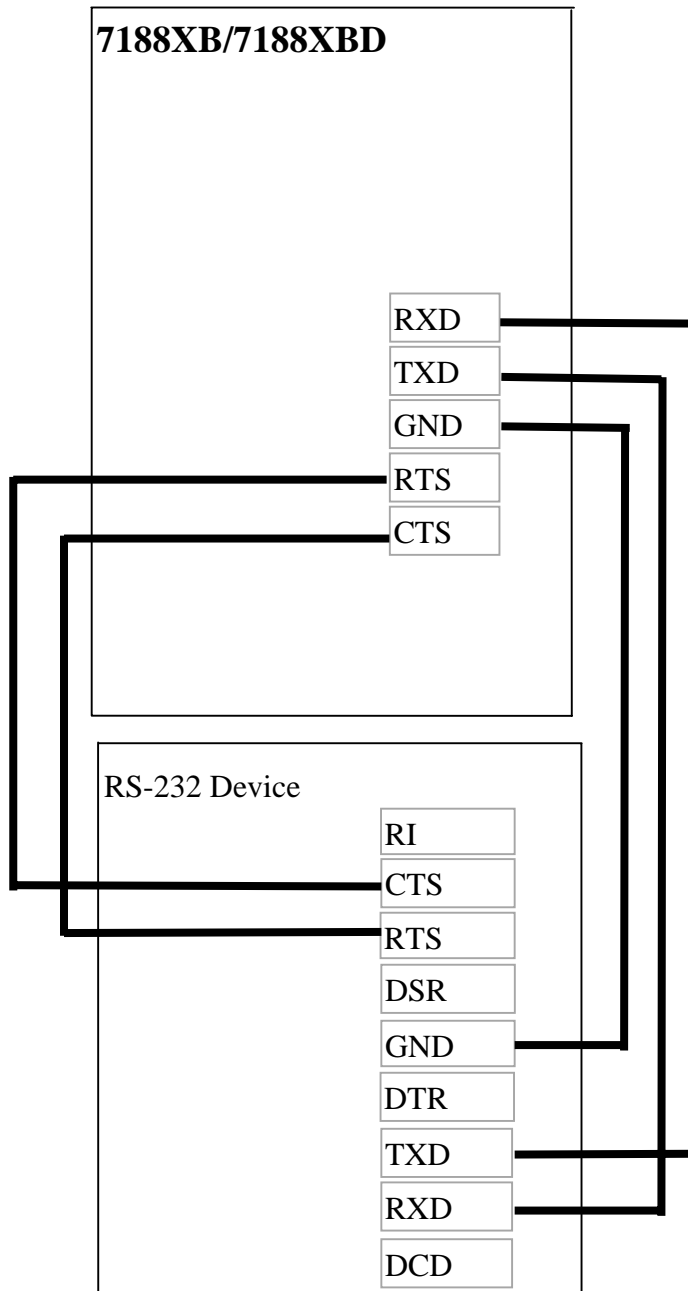 7188XB/7188XBD
RXD
TXD
GND
RTS
CTS
RS-232 Device
RI
CTS
RTS
DSR
GND
DTR
TXD
RXD
DCD